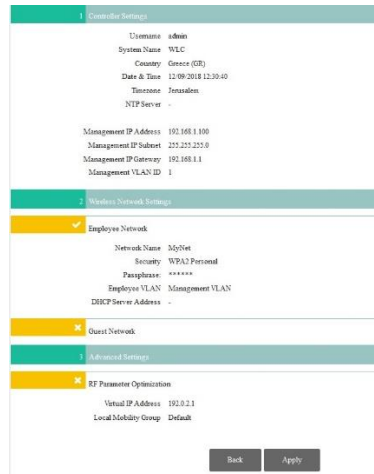 1 Controller Settings
Username admin
System Name WLC
Country Greece (GR)
Date & Time 12/09/2018 12:30:40
Timezone Jerusalem
NTP Server -
Management IP Address 192.168.1.100
Management IP Subnet 255.255.255.0
Management IP Gateway 192.168.1.1
Management VLAN ID 1
2 Wireless Network Settings
Employee Network
Network Name MyNet
Security WPA2 Personal
Passphrase: ******
Employee VLAN Management VLAN
DHCP Server Address -
Guest Network
3 Advanced Settings
RF Parameter Optimization
Virtual IP Address 192.0.2.1
Local Mobility Group Default
Back Apply